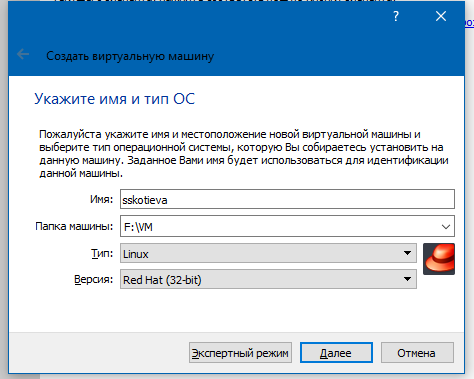 ?
Создать виртуальную машину
Укажите имя и тип ОС
Пожалуйста укажите имя и местоположение новой виртуальной машины и
выберите тип операционной системы, которую Вы собираетесь установить на
данную машину. Заданное Вами имя будет использоваться для идентификации
данной машины.
Имя: sskotieva
Папка машины: F:\VM
Тип: Linux
Версия: Red Hat (32-bit)
Экспертный режим Далее Отмена